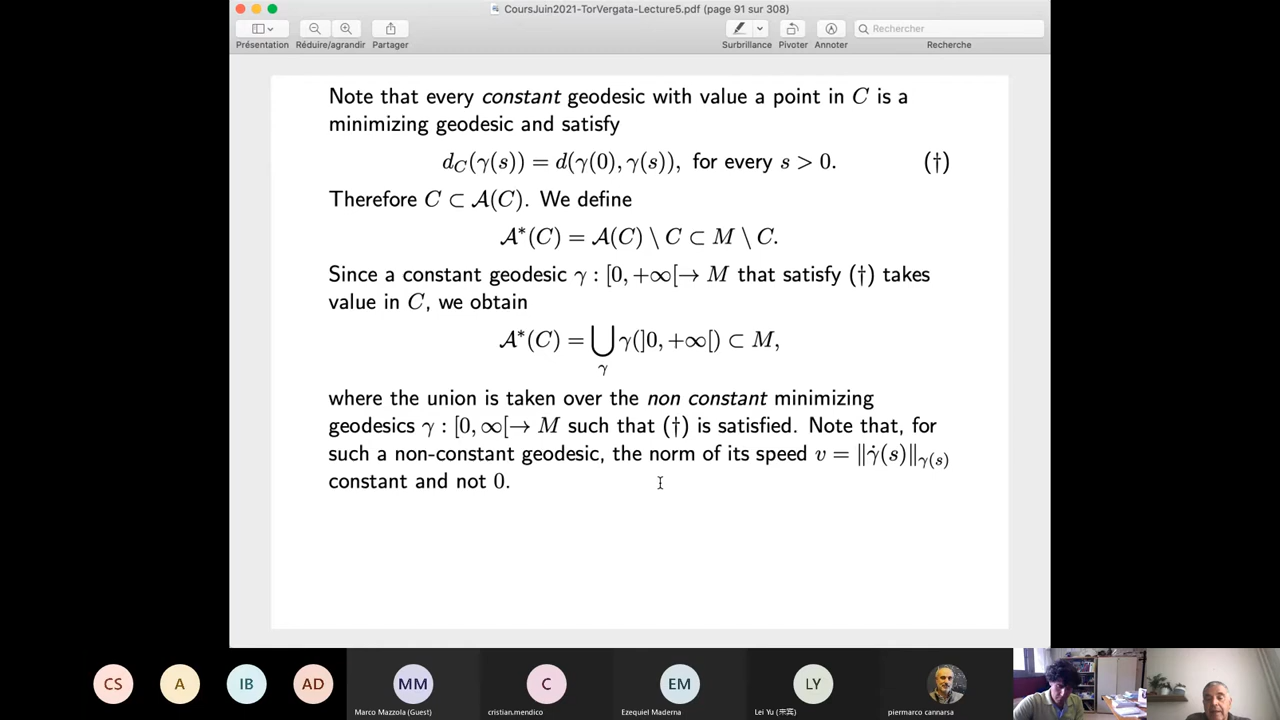 CoursJuin2021-TorVergata-Lecture5.pdf (page 91 sur 308)
Présentation Réduire/agrandir Partager Surbrillance Pivoter Annoter Rechercher Recherche
Note that every constant geodesic with value a point in C is a
minimizing geodesic and satisfy
d_C(γ(s)) = d(γ(0), γ(s)), for every s > 0. (†)
Therefore C ⊂ 𝒜(C). We define
𝒜*(C) = 𝒜(C) \ C ⊂ M \ C.
Since a constant geodesic γ : [0, +∞[→ M that satisfy (†) takes
value in C, we obtain
𝒜*(C) = ⋃_γ γ(]0, +∞[) ⊂ M,
where the union is taken over the non constant minimizing
geodesics γ : [0, ∞[→ M such that (†) is satisfied. Note that, for
such a non-constant geodesic, the norm of its speed v = ‖γ̇(s)‖_γ(s)
constant and not 0.
CS A IB AD MM C EM LY
Marco Mazzola (Guest) cristian.mendico Ezequiel Maderna Lei Yu (宋宾) piermarco cannarsa